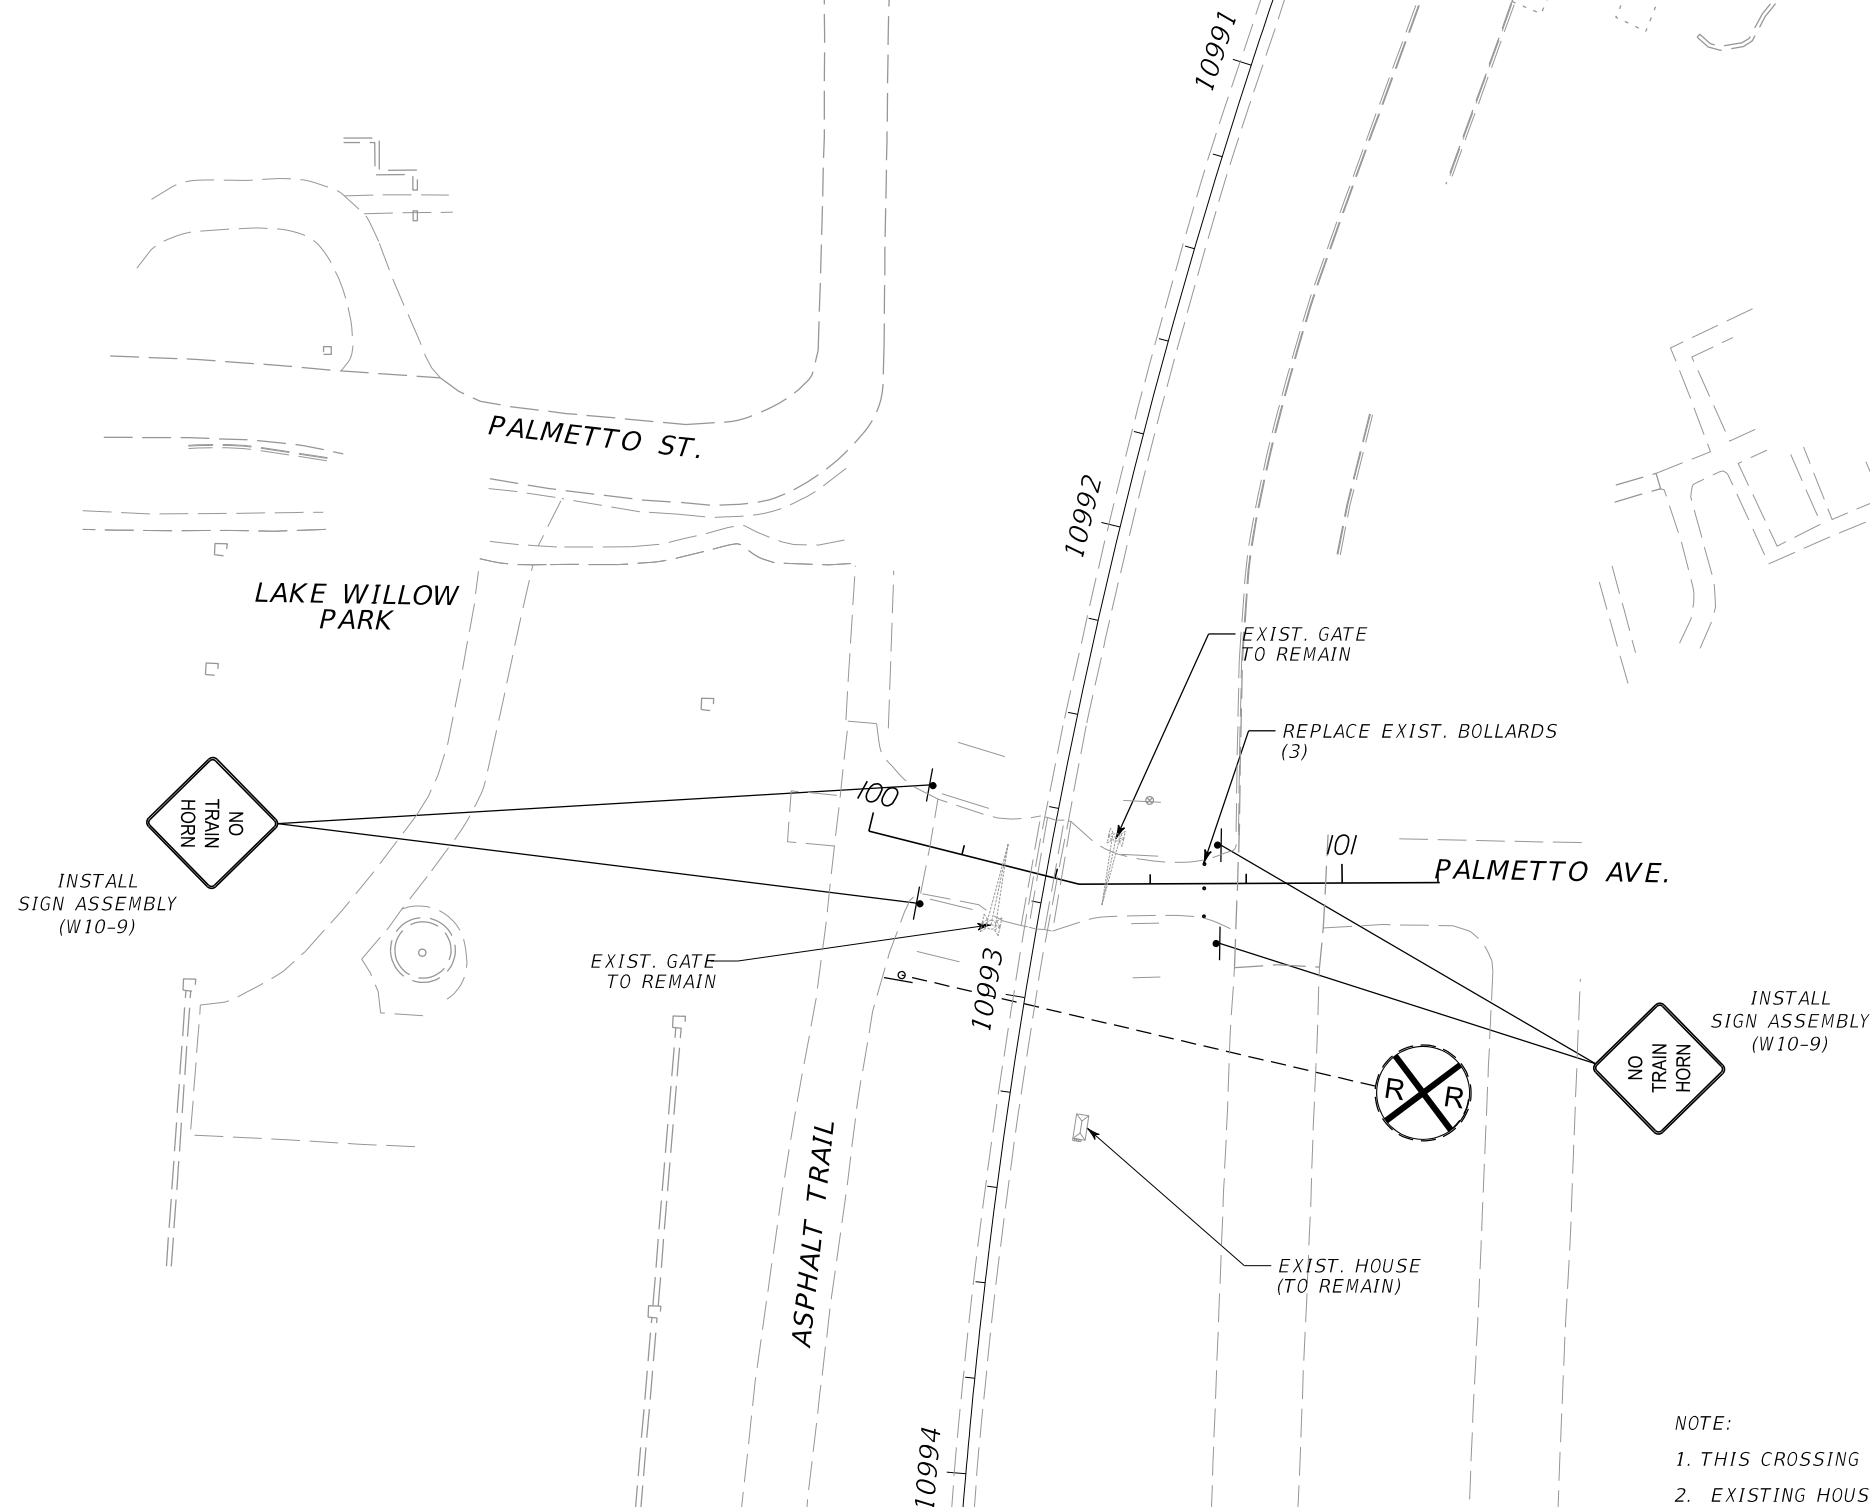 10991
PALMETTO ST.
10992
LAKE WILLOW
PARK
EXIST. GATE
TO REMAIN
REPLACE EXIST. BOLLARDS
(3)
NO
TRAIN
HORN
100
101
PALMETTO AVE.
INSTALL
SIGN ASSEMBLY
(W10-9)
EXIST. GATE
TO REMAIN
10993
INSTALL
SIGN ASSEMBLY
(W10-9)
NO
TRAIN
HORN
R R
ASPHALT TRAIL
EXIST. HOUSE
(TO REMAIN)
10994
NOTE:
1. THIS CROSSING
2. EXISTING HOUS